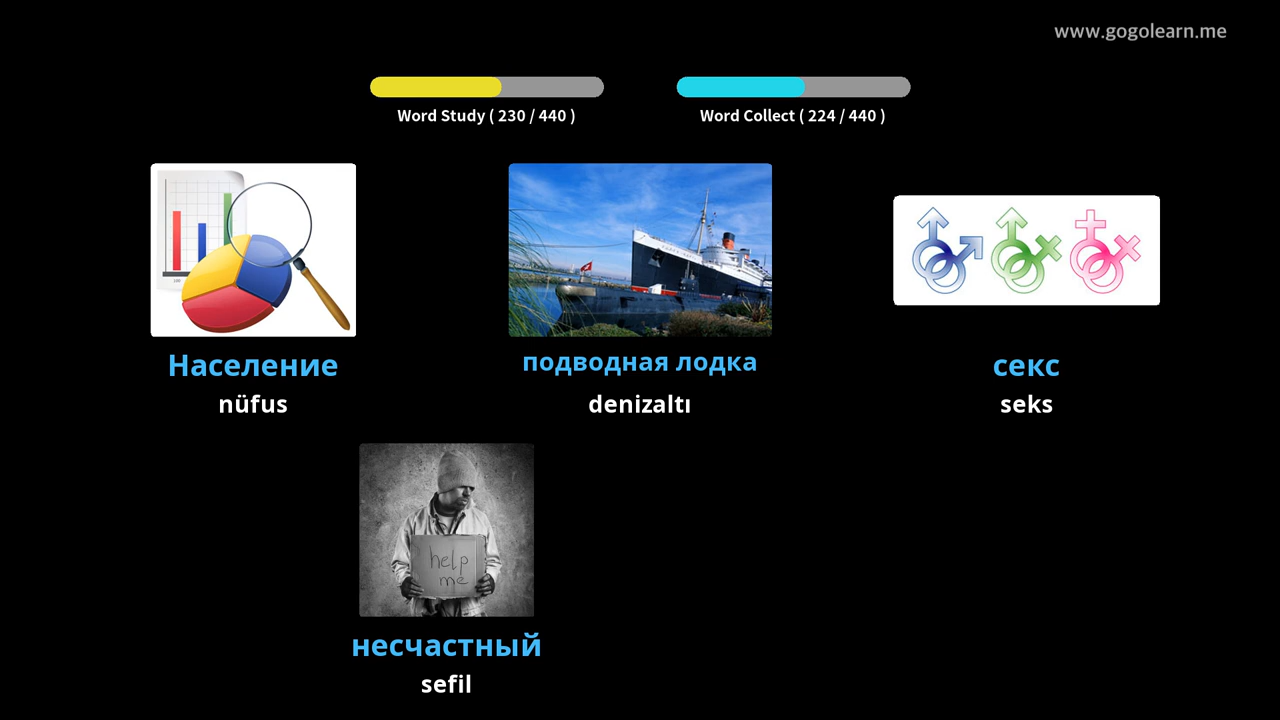 www.gogolearn.me
Word Study ( 230 / 440 )
Word Collect ( 224 / 440 )
Население
nüfus
подводная лодка
denizaltı
секс
seks
help
me
несчастный
sefil